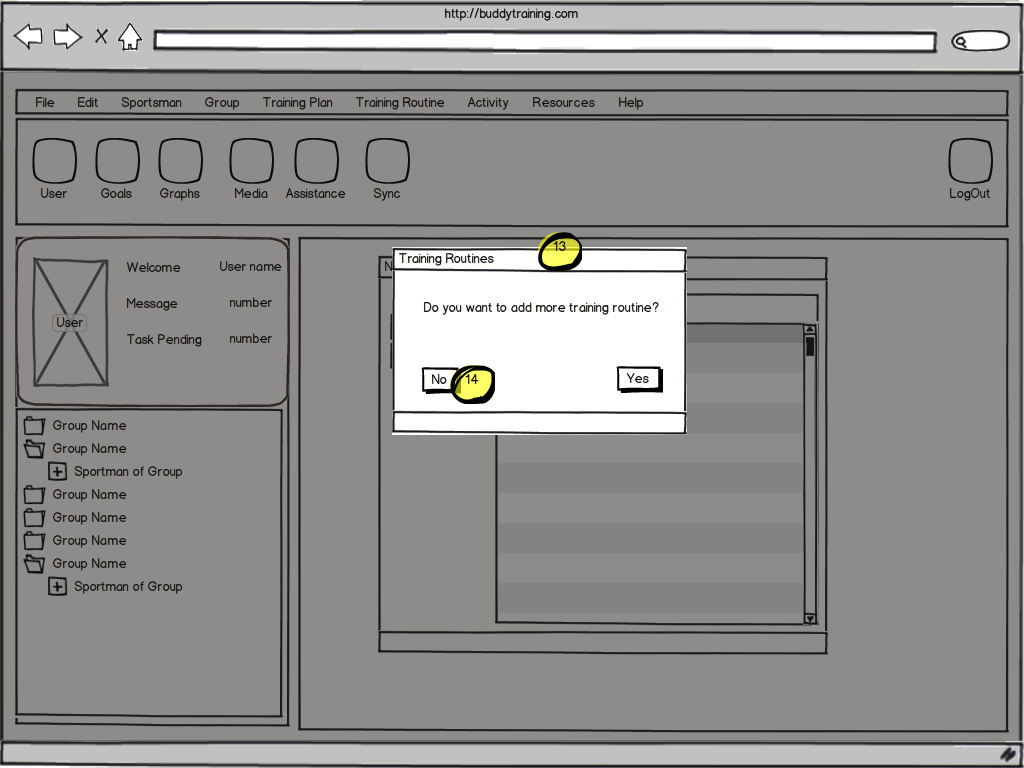 http://buddytraining.com
File Edit Sportsman Group Training Plan Training Routine Activity Resources Help
User Goals Graphs Media Assistance Sync LogOut
Welcome User name
Message number
User
Task Pending number
Group Name
Group Name
Sportman of Group
Group Name
Group Name
Group Name
Group Name
Sportman of Group
13
N
Training Routines
Do you want to add more training routine?
No 14 Yes